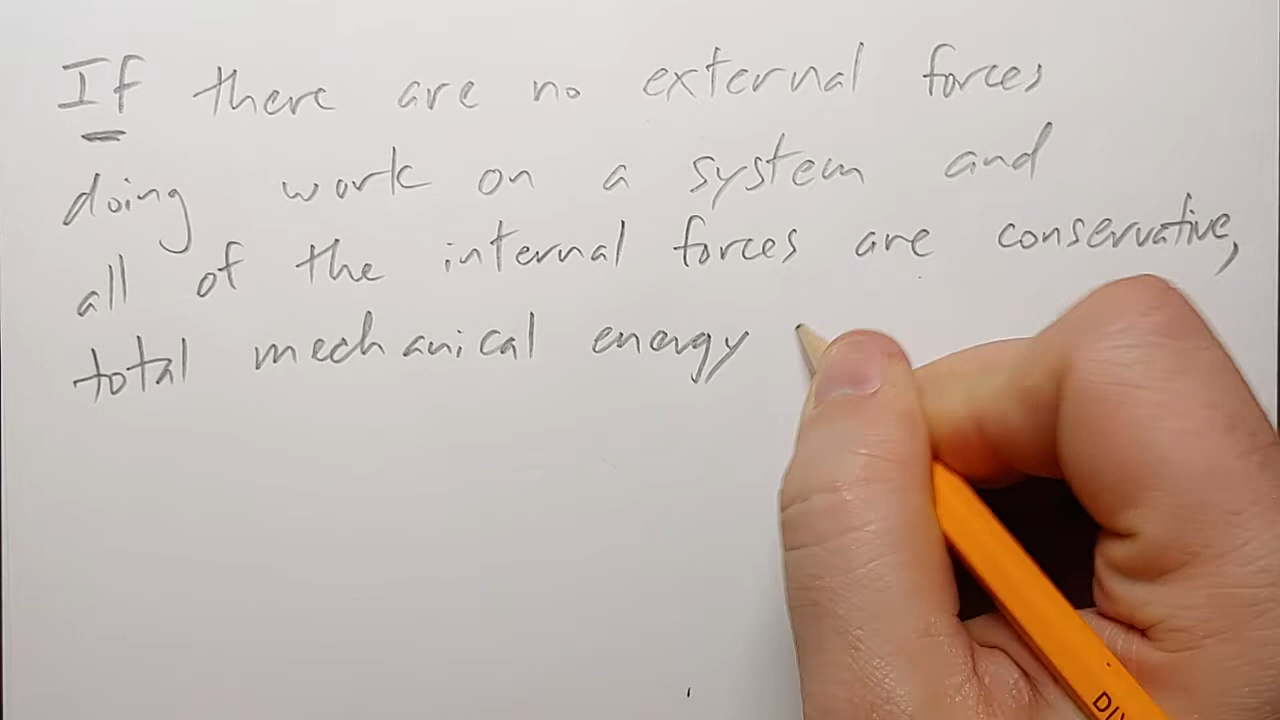 If there are no external forces
doing work on a system and
all of the internal forces are conservative,
total mechanical energy
DI